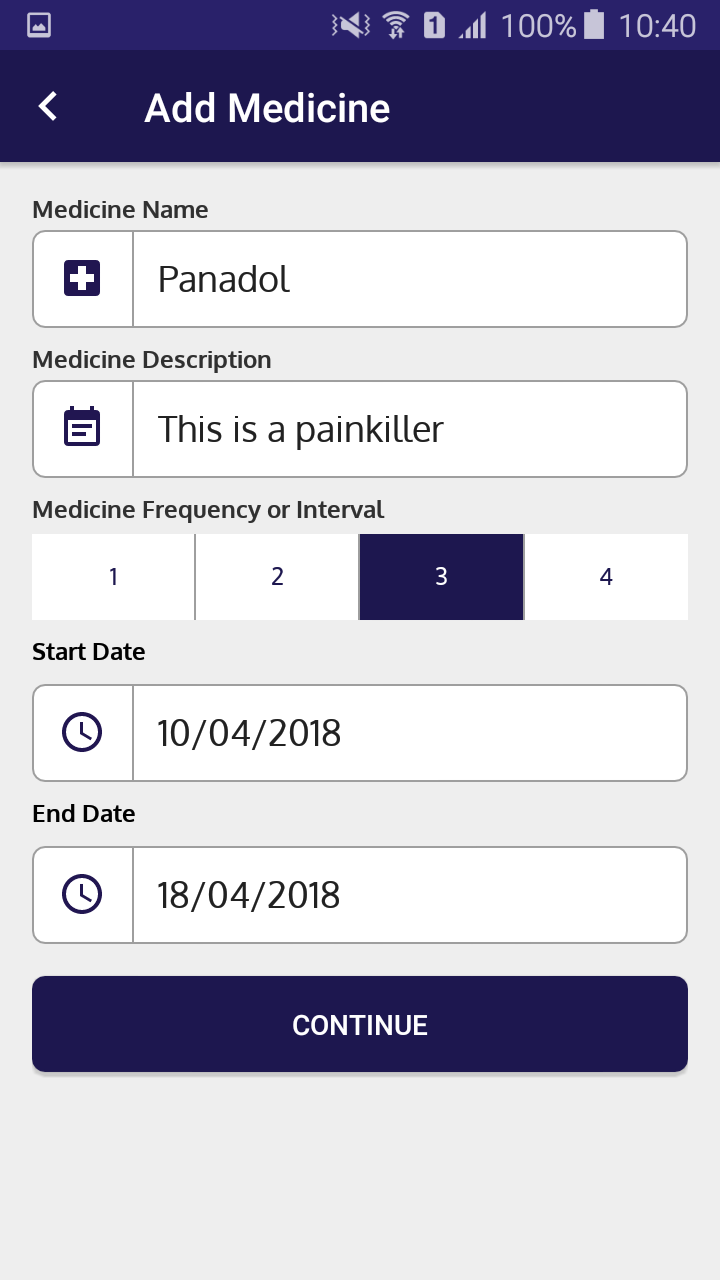 1 100% 10:40
Add Medicine
Medicine Name
Panadol
Medicine Description
This is a painkiller
Medicine Frequency or Interval
1 2 3 4
Start Date
10/04/2018
End Date
18/04/2018
CONTINUE